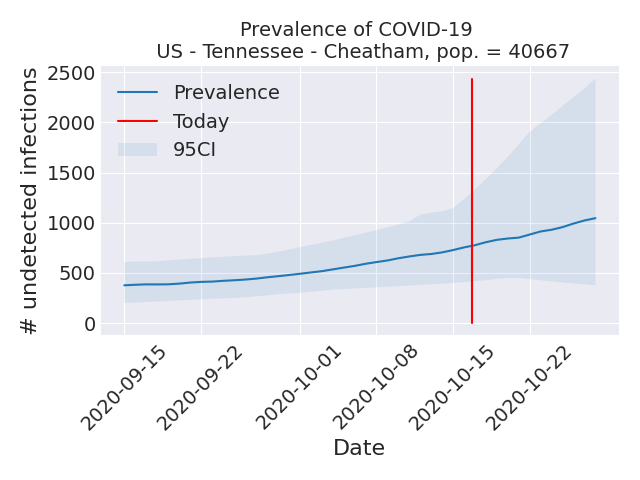 Prevalence of COVID-19
US - Tennessee - Cheatham, pop. = 40667
# undetected infections
2500
2000
1500
1000
500
0
Prevalence
Today
95CI
2020-09-15
2020-09-22
2020-10-01
2020-10-08
2020-10-15
2020-10-22
Date